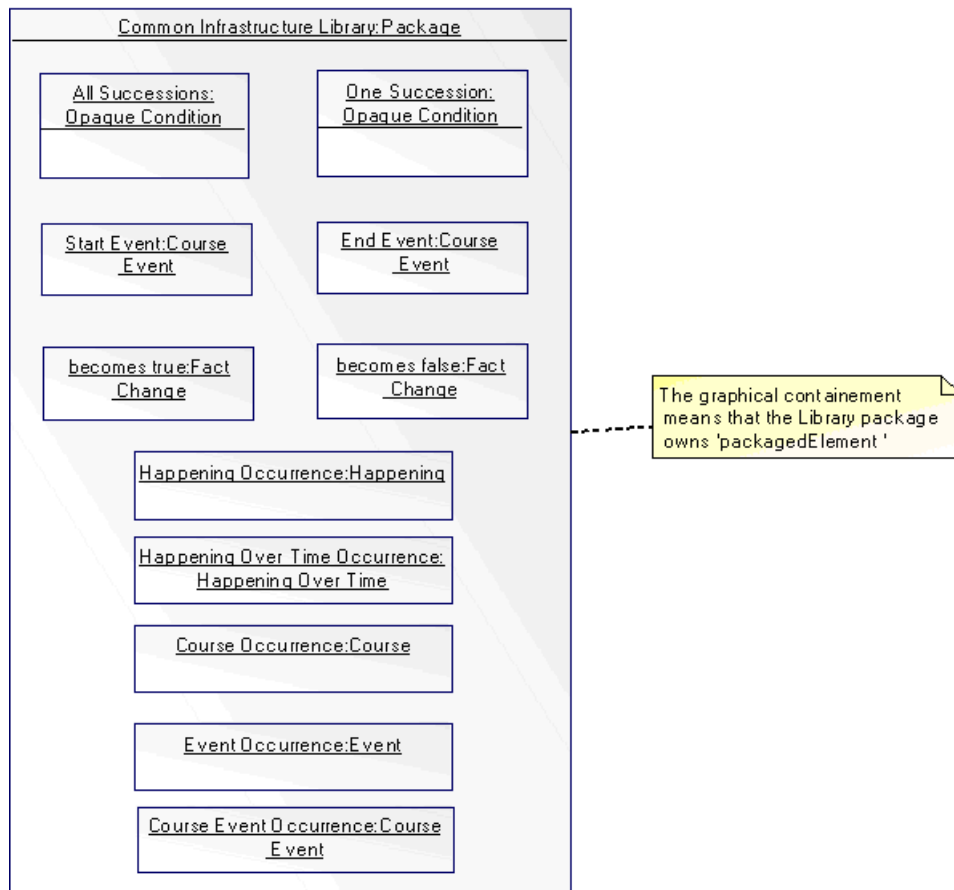 Common Infrastructure Library:Package
All Successions:
Opaque Condition
One Succession:
Opaque Condition
Start Event:Course
Event
End Event:Course
Event
becomes true:Fact
Change
becomes false:Fact
Change
The graphical containement
means that the Library package
owns 'packagedElement '
Happening Occurrence:Happening
Happening Over Time Occurrence:
Happening Over Time
Course Occurrence:Course
Event Occurrence:Event
Course Event Occurrence:Course
Event